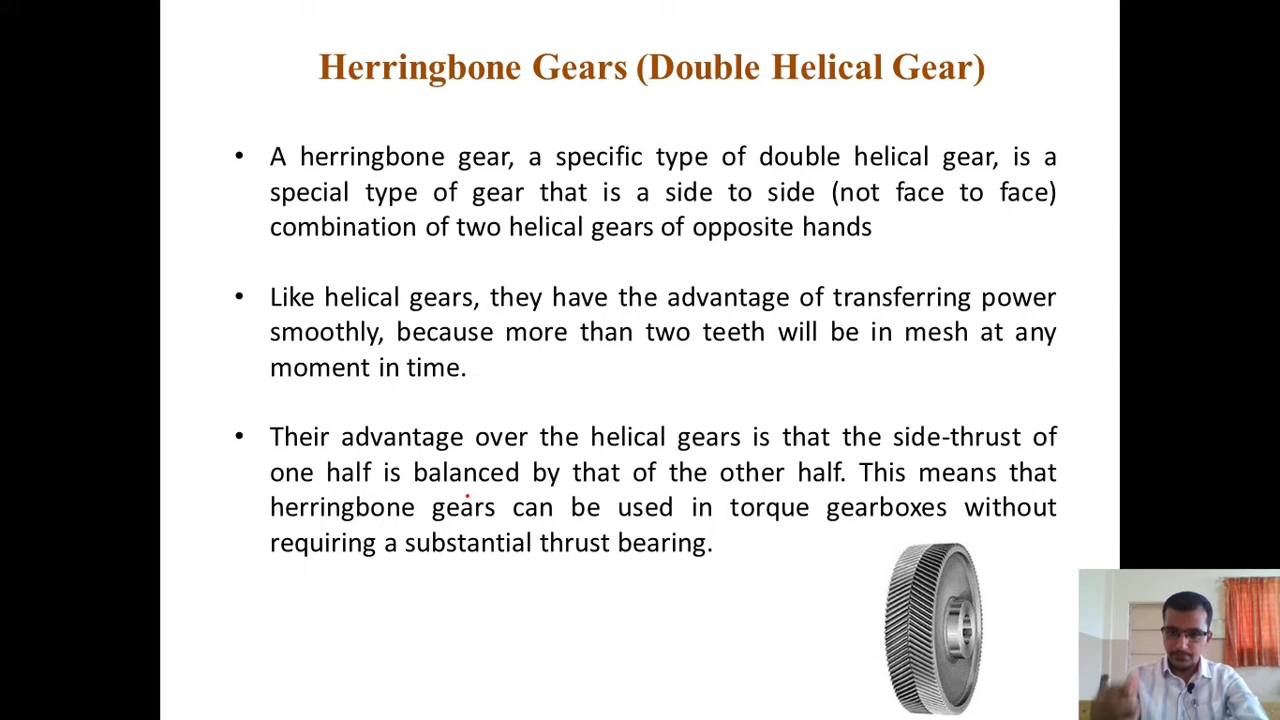 Herringbone Gears (Double Helical Gear)
• A herringbone gear, a specific type of double helical gear, is a
special type of gear that is a side to side (not face to face)
combination of two helical gears of opposite hands
• Like helical gears, they have the advantage of transferring power
smoothly, because more than two teeth will be in mesh at any
moment in time.
• Their advantage over the helical gears is that the side-thrust of
one half is balanced by that of the other half. This means that
herringbone gears can be used in torque gearboxes without
requiring a substantial thrust bearing.